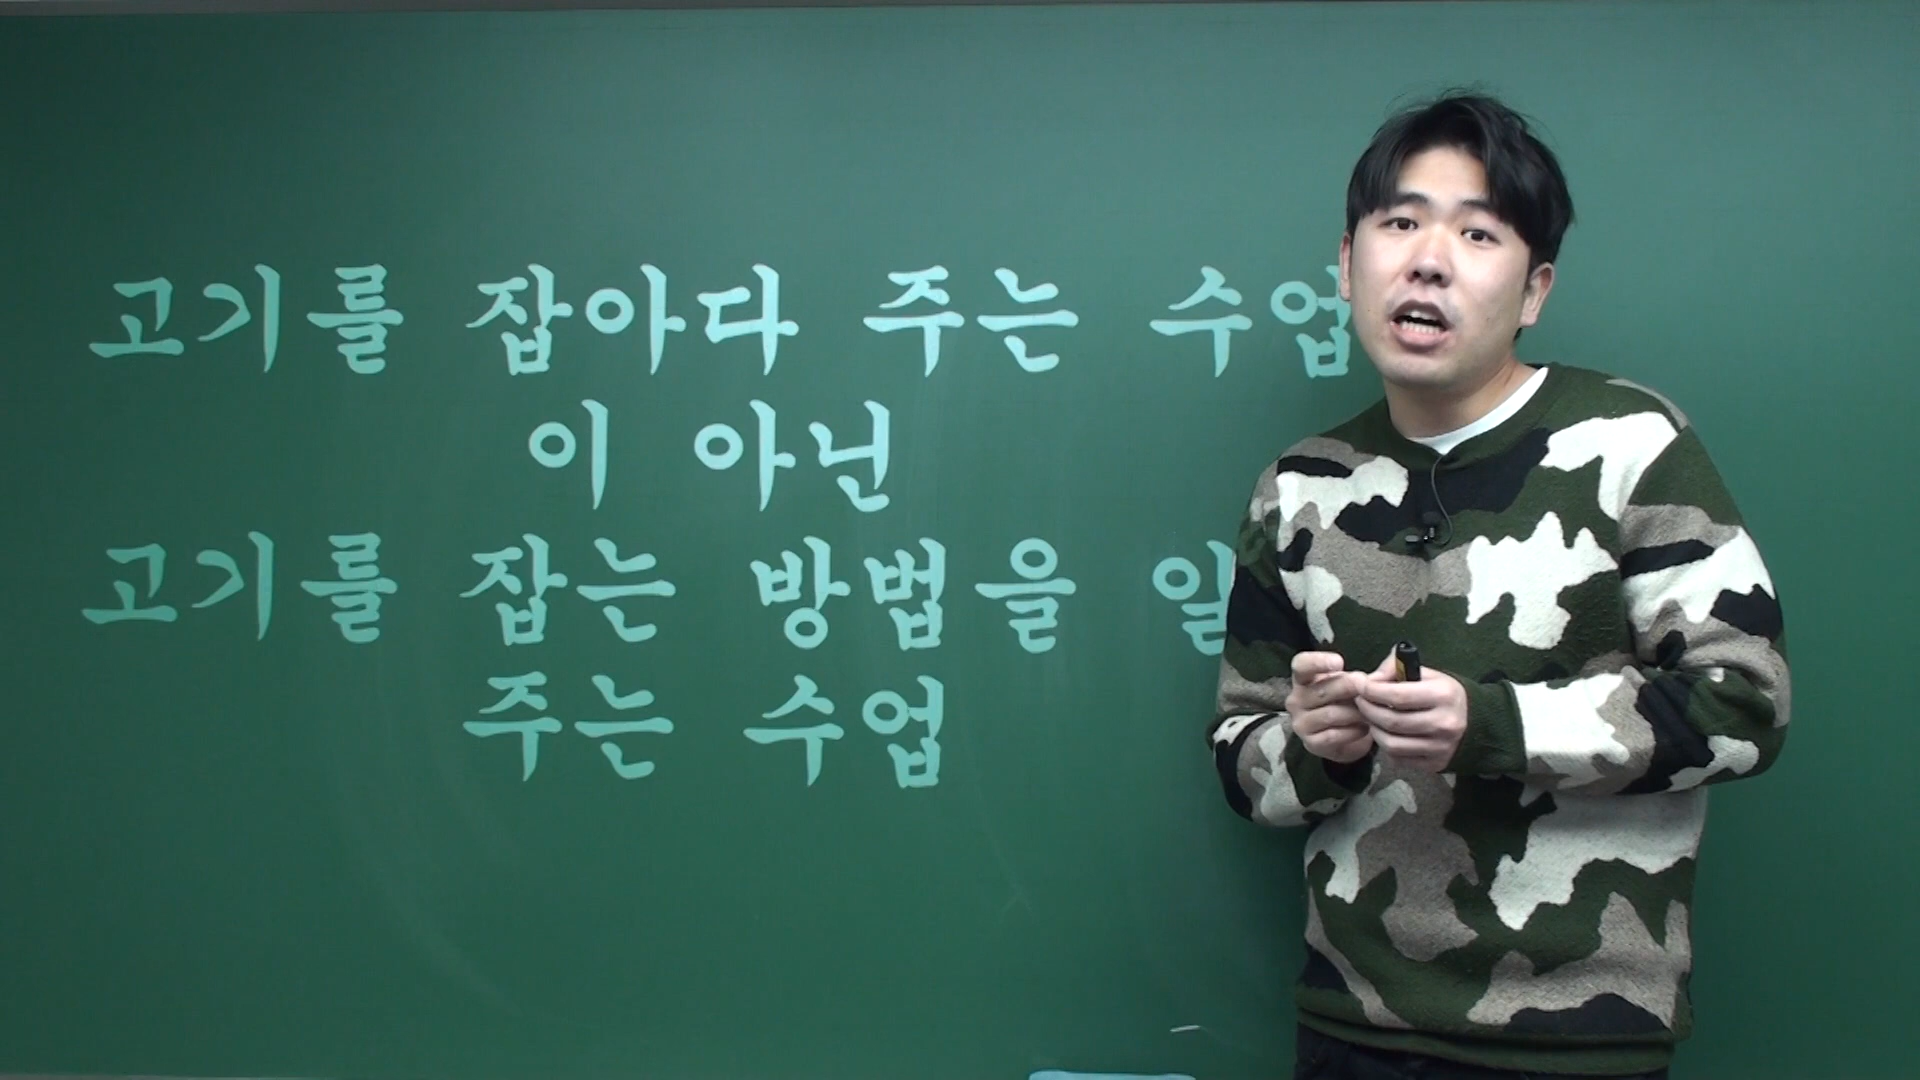 고기를 잡아다 주는 수업
이 아닌
고기를 잡는 방법을 일
주는 수업